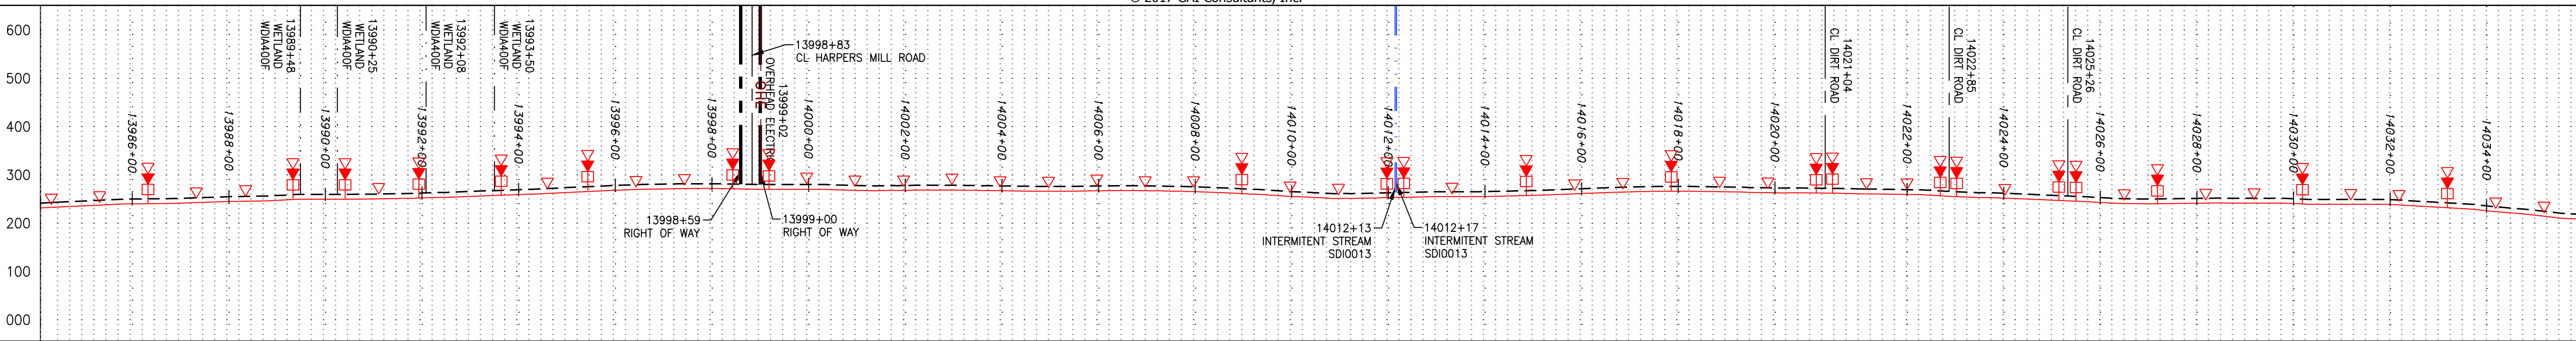 © 2017 GAI Consultants, Inc.
600
500
400
300
200
100
000
13989+48
WETLAND
WDIA400F
13990+25
WETLAND
WDIA400F
13992+08
WETLAND
WDIA400F
13993+50
WETLAND
WDIA400F
13998+83
CL HARPERS MILL ROAD
13999+02
OVERHEAD ELECTRIC
OHE
14021+04
CL DIRT ROAD
14022+85
CL DIRT ROAD
14025+26
CL DIRT ROAD
13986+00
13988+00
13990+00
13992+00
13994+00
13996+00
13998+00
14000+00
14002+00
14004+00
14006+00
14008+00
14010+00
14012+00
14014+00
14016+00
14018+00
14020+00
14022+00
14024+00
14026+00
14028+00
14030+00
14032+00
14034+00
13998+59
RIGHT OF WAY
13999+00
RIGHT OF WAY
14012+13
INTERMITENT STREAM
SDI0013
14012+17
INTERMITENT STREAM
SDI0013